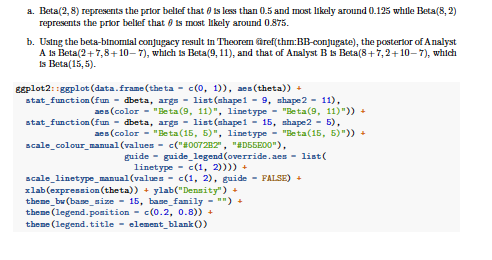 a. Beta(2, 8) represents the prior belief that θ is less than 0.5 and most likely around 0.125 while Beta(8, 2)
represents the prior belief that θ is most likely around 0.875.
b. Using the beta-binomial conjugacy result in Theorem @ref(thm:BB-conjugate), the posterior of Analyst
A is Beta(2+7, 8+10−7), which is Beta(9, 11), and that of Analyst B is Beta(8+7, 2+10−7), which
is Beta(15, 5).
ggplot2::ggplot(data.frame(theta = c(0, 1)), aes(theta)) +
stat_function(fun = dbeta, args = list(shape1 = 9, shape2 = 11),
aes(color = "Beta(9, 11)", linetype = "Beta(9, 11)")) +
stat_function(fun = dbeta, args = list(shape1 = 15, shape2 = 5),
aes(color = "Beta(15, 5)", linetype = "Beta(15, 5)")) +
scale_colour_manual(values = c("#0072B2", "#D55E00"),
guide = guide_legend(override.aes = list(
linetype = c(1, 2)))) +
scale_linetype_manual(values = c(1, 2), guide = FALSE) +
xlab(expression(theta)) + ylab("Density") +
theme_bw(base_size = 15, base_family = "") +
theme(legend.position = c(0.2, 0.8)) +
theme(legend.title = element_blank())